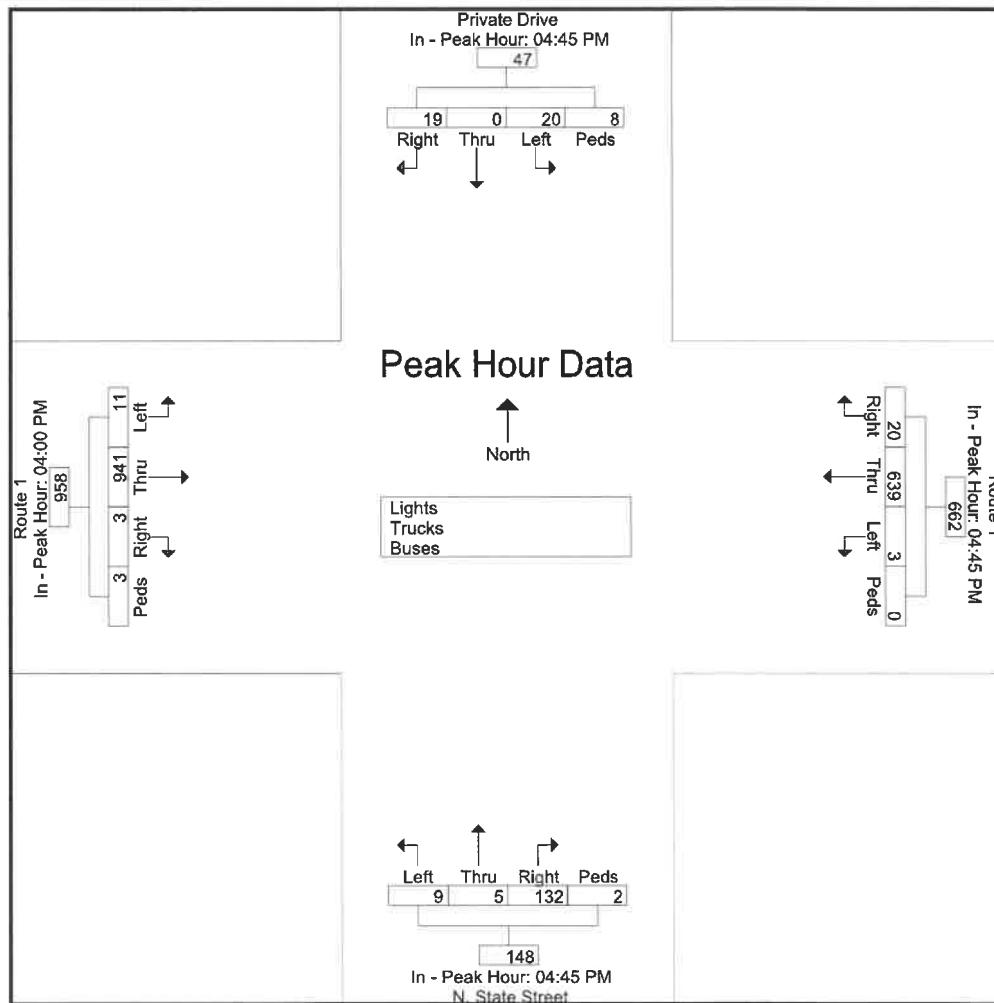 Private Drive
In - Peak Hour: 04:45 PM
47
19 0 20 8
Right Thru Left Peds
Peak Hour Data
North
Lights
Trucks
Buses
Route 1
In - Peak Hour: 04:00 PM
958
11 941 3 3
Left Thru Right Peds
In - Peak Hour: 04:45 PM
662
20 639 3 0
Right Thru Left Peds
Left Thru Right Peds
9 5 132 2
148
In - Peak Hour: 04:45 PM
N. State Street